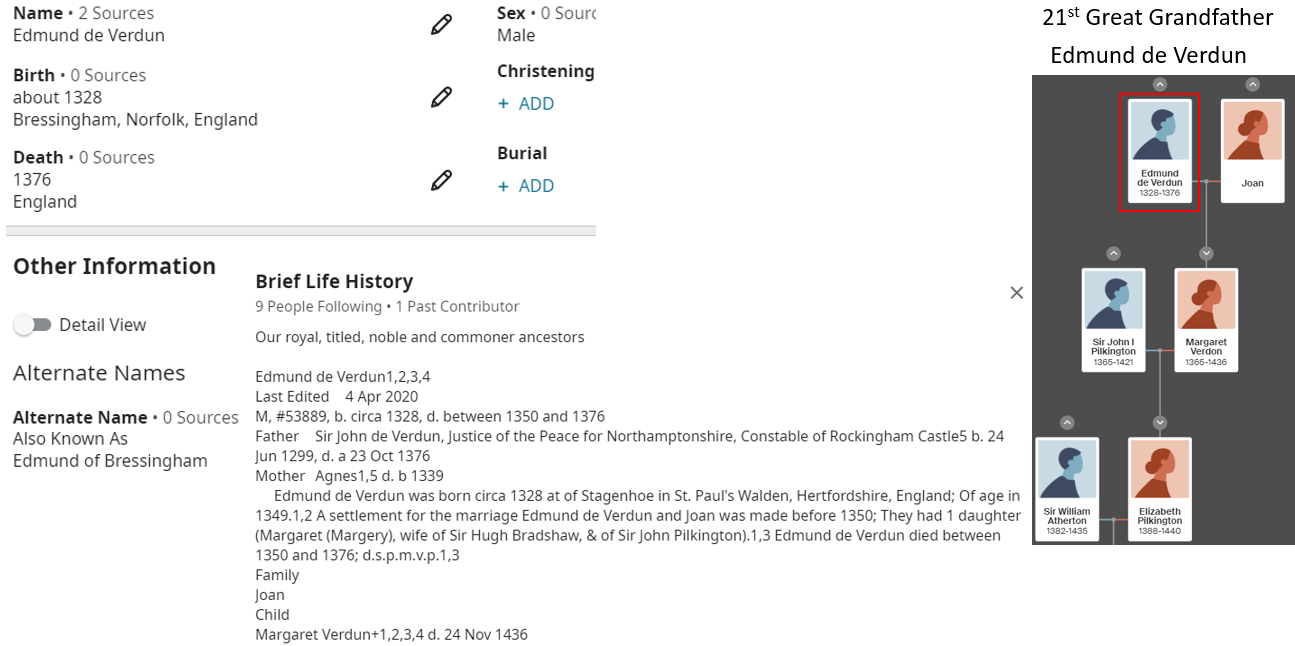 Name • 2 Sources
Edmund de Verdun
Birth • 0 Sources
about 1328
Bressingham, Norfolk, England
Death • 0 Sources
1376
England
Sex • 0 Sourc
Male
Christening
+ ADD
Burial
+ ADD
Other Information
Detail View
Alternate Names
Alternate Name • 0 Sources
Also Known As
Edmund of Bressingham
Brief Life History
9 People Following • 1 Past Contributor
Our royal, titled, noble and commoner ancestors
Edmund de Verdun1,2,3,4
Last Edited 4 Apr 2020
M, #53889, b. circa 1328, d. between 1350 and 1376
Father Sir John de Verdun, Justice of the Peace for Northamptonshire, Constable of Rockingham Castle5 b. 24
Jun 1299, d. a 23 Oct 1376
Mother Agnes1,5 d. b 1339
Edmund de Verdun was born circa 1328 at of Stagenhoe in St. Paul's Walden, Hertfordshire, England; Of age in
1349.1,2 A settlement for the marriage Edmund de Verdun and Joan was made before 1350; They had 1 daughter
(Margaret (Margery), wife of Sir Hugh Bradshaw, & of Sir John Pilkington).1,3 Edmund de Verdun died between
1350 and 1376; d.s.p.m.v.p.1,3
Family
Joan
Child
Margaret Verdun+1,2,3,4 d. 24 Nov 1436
21st Great Grandfather
Edmund de Verdun
Edmund
de Verdun
1328-1376
Joan
Sir John I
Pilkington
1365-1421
Margaret
Verdon
1365-1436
Sir William
Atherton
1382-1435
Elizabeth
Pilkington
1388-1440